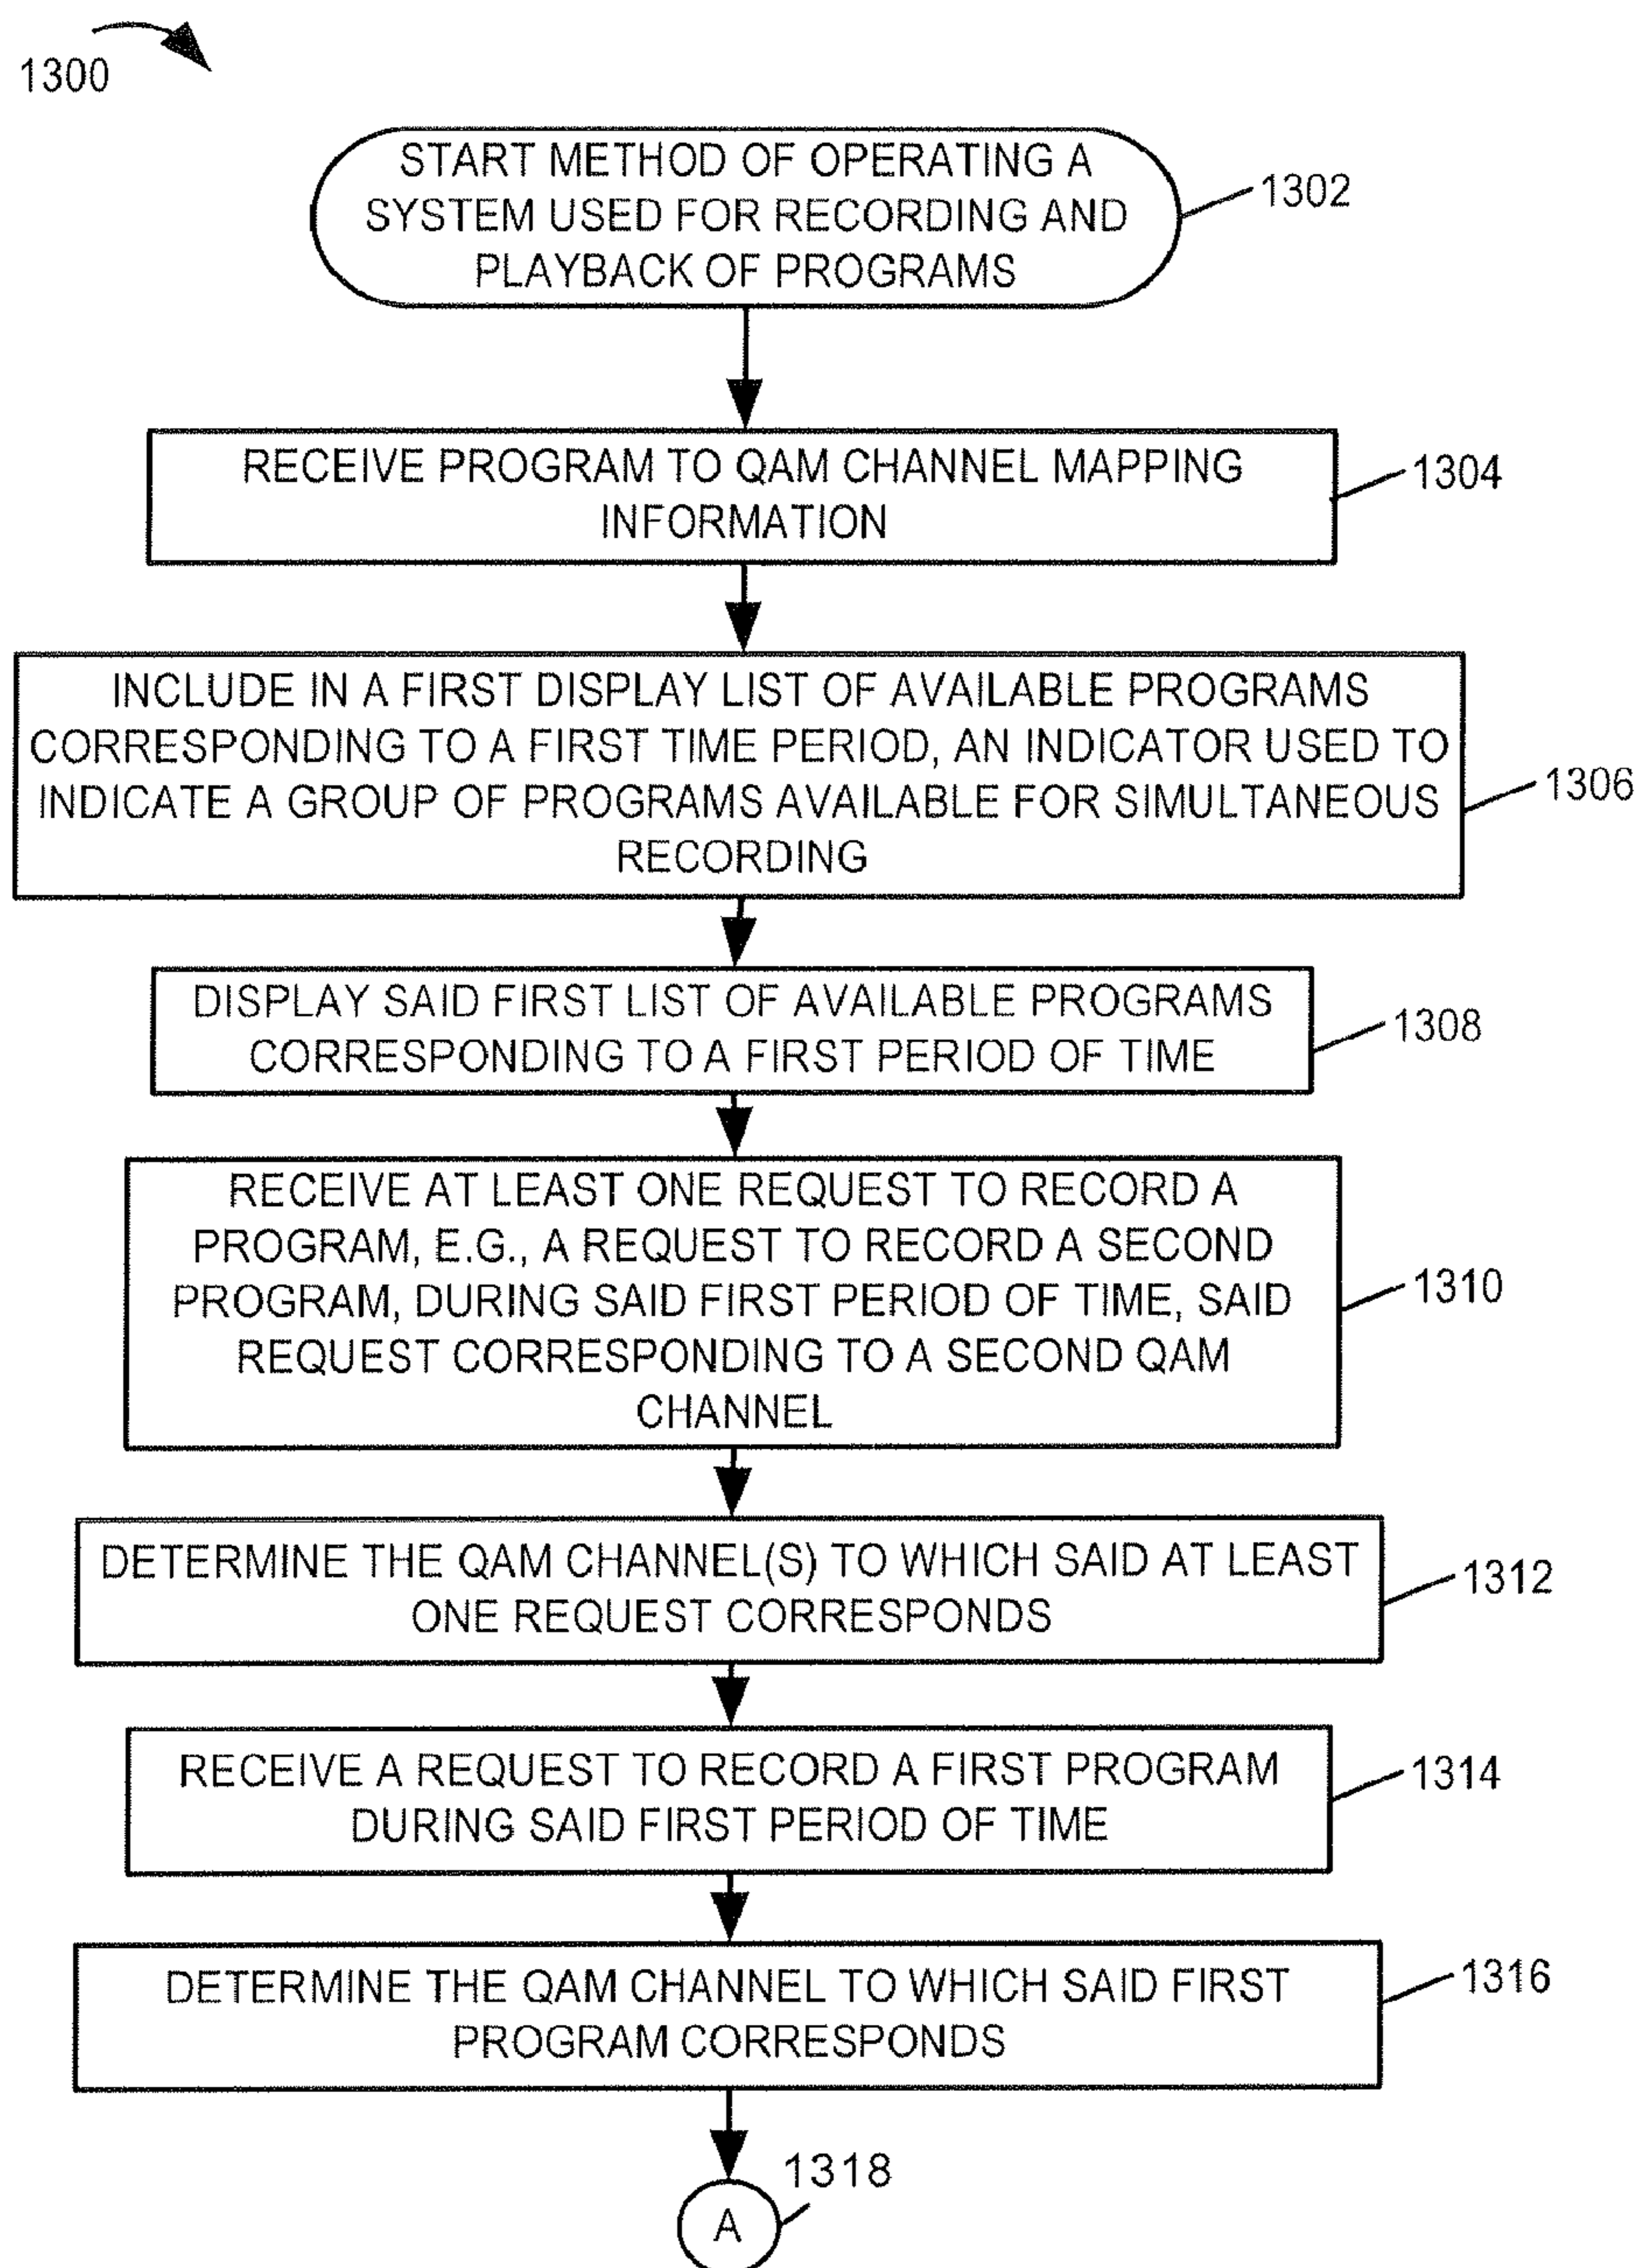 1300
START METHOD OF OPERATING A
SYSTEM USED FOR RECORDING AND
PLAYBACK OF PROGRAMS
1302
RECEIVE PROGRAM TO QAM CHANNEL MAPPING
INFORMATION
1304
INCLUDE IN A FIRST DISPLAY LIST OF AVAILABLE PROGRAMS
CORRESPONDING TO A FIRST TIME PERIOD, AN INDICATOR USED TO
INDICATE A GROUP OF PROGRAMS AVAILABLE FOR SIMULTANEOUS
RECORDING
1306
DISPLAY SAID FIRST LIST OF AVAILABLE PROGRAMS
CORRESPONDING TO A FIRST PERIOD OF TIME
1308
RECEIVE AT LEAST ONE REQUEST TO RECORD A
PROGRAM, E.G., A REQUEST TO RECORD A SECOND
PROGRAM, DURING SAID FIRST PERIOD OF TIME, SAID
REQUEST CORRESPONDING TO A SECOND QAM
CHANNEL
1310
DETERMINE THE QAM CHANNEL(S) TO WHICH SAID AT LEAST
ONE REQUEST CORRESPONDS
1312
RECEIVE A REQUEST TO RECORD A FIRST PROGRAM
DURING SAID FIRST PERIOD OF TIME
1314
DETERMINE THE QAM CHANNEL TO WHICH SAID FIRST
PROGRAM CORRESPONDS
1316
A
1318